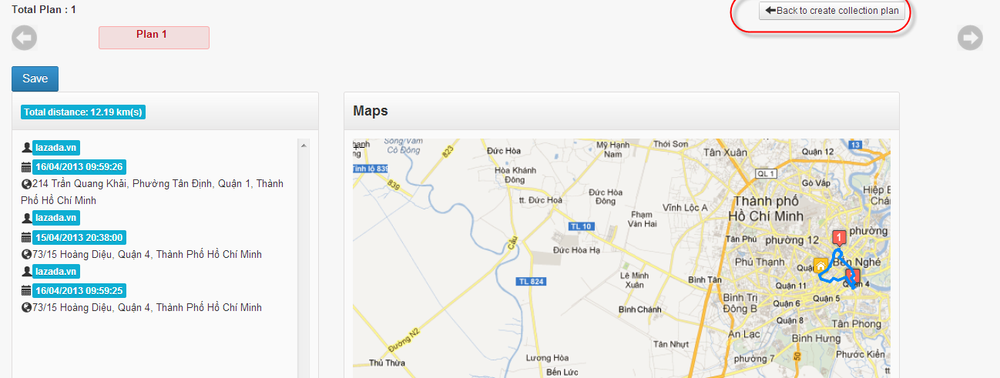 Total Plan : 1
Back to create collection plan
Plan 1
Save
Total distance: 12.19 km(s)
lazada.vn
16/04/2013 09:59:26
214 Trần Quang Khải, Phường Tân Định, Quận 1, Thành
Phố Hồ Chí Minh
lazada.vn
15/04/2013 20:38:00
73/15 Hoàng Diệu, Quận 4, Thành Phố Hồ Chí Minh
lazada.vn
16/04/2013 09:59:25
73/15 Hoàng Diệu, Quận 4, Thành Phố Hồ Chí Minh
Maps
Sông/Vàm
Cỏ Đông
823
Đức Hòa
Mỹ Hạnh
Nam
Thới Sơn
Tân Xuân
13
Quận 12
Tỉnh lộ 839
839
Hòa Khánh
Đông
QL 1
Gò Vấp
Hiệp B
Chán
tt. Đức Hoà
Đức Hòa
Đông
Vĩnh Lộc A
Thành phố
Hồ Chí Minh
Phạm
Văn Hai
TL 10
Cầu
Đức Hòa Hạ
Tân Phú
phường 12
1
phường
Phú Thạnh
Bến Nghé
Lê Minh
Xuân
Bình Tân
TL 824
Quận 11
Quận 4
Bình Trị
Đông B
Quận 5
Quận 6
Bình Chánh
Quận 8
Tân Phong
Đường N2
An Lạc
Bình Hưng
Tân Nhựt
Phước Kiển
Thủ Thừa
Lương Hòa
phường 7
50
Bến Lức
tt